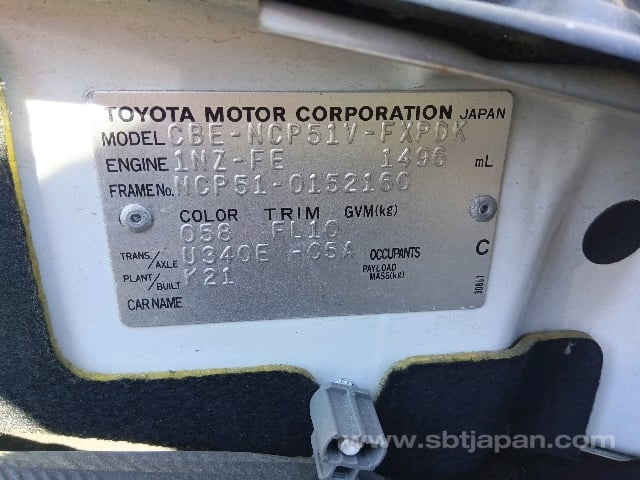 TOYOTA MOTOR CORPORATION JAPAN
MODEL CBE-NCP51V-FXPDK
ENGINE 1NZ-FE 1496 mL
FRAME No. NCP51-0152160
COLOR TRIM GVM(kg)
058 FL10
TRANS./AXLE U340E -05A OCCUPANTS C
PLANT/BUILT K21 PAYLOAD MASS(kg)
CAR NAME
30861
www.sbtjapan.com